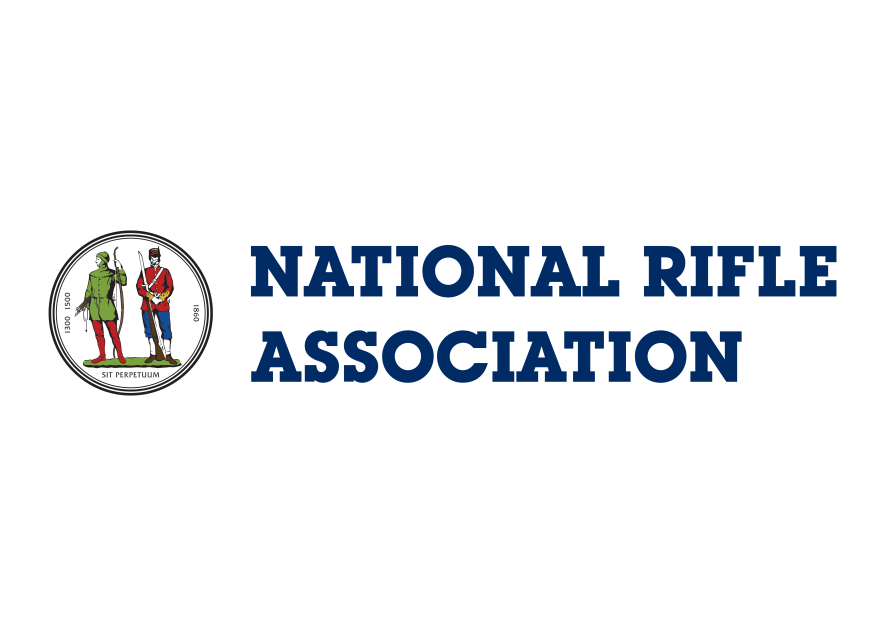 1300 1500
1860
SIT PERPETUUM
NATIONAL RIFLE
ASSOCIATION